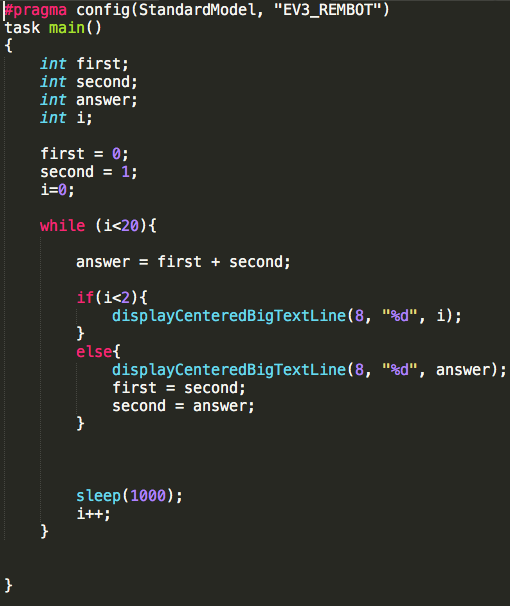 #pragma config(StandardModel, "EV3_REMBOT")
task main()
{
    int first;
    int second;
    int answer;
    int i;

    first = 0;
    second = 1;
    i=0;

    while (i<20){

        answer = first + second;

        if(i<2){
            displayCenteredBigTextLine(8, "%d", i);
        }
        else{
            displayCenteredBigTextLine(8, "%d", answer);
            first = second;
            second = answer;
        }

        sleep(1000);
        i++;
    }

}